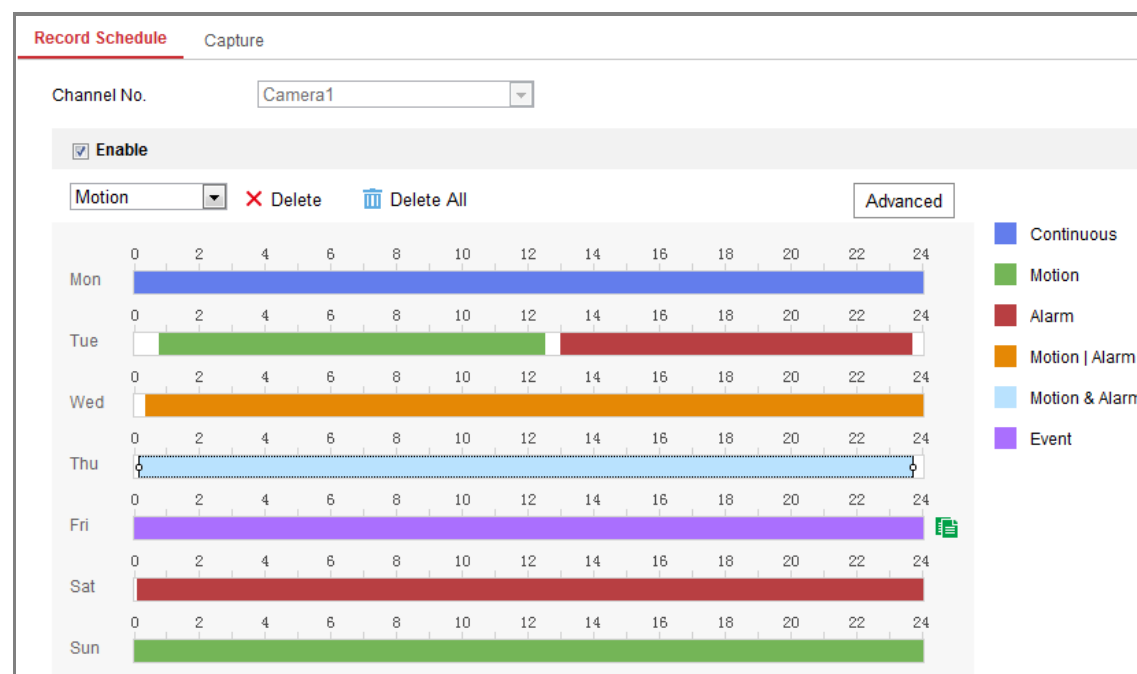 Record Schedule Capture
Channel No. Camera1
Enable
Motion Delete Delete All Advanced
Continuous
Motion
Alarm
Motion | Alarm
Motion & Alarm
Event
0 2 4 6 8 10 12 14 16 18 20 22 24
Mon
0 2 4 6 8 10 12 14 16 18 20 22 24
Tue
0 2 4 6 8 10 12 14 16 18 20 22 24
Wed
0 2 4 6 8 10 12 14 16 18 20 22 24
Thu
0 2 4 6 8 10 12 14 16 18 20 22 24
Fri
0 2 4 6 8 10 12 14 16 18 20 22 24
Sat
0 2 4 6 8 10 12 14 16 18 20 22 24
Sun